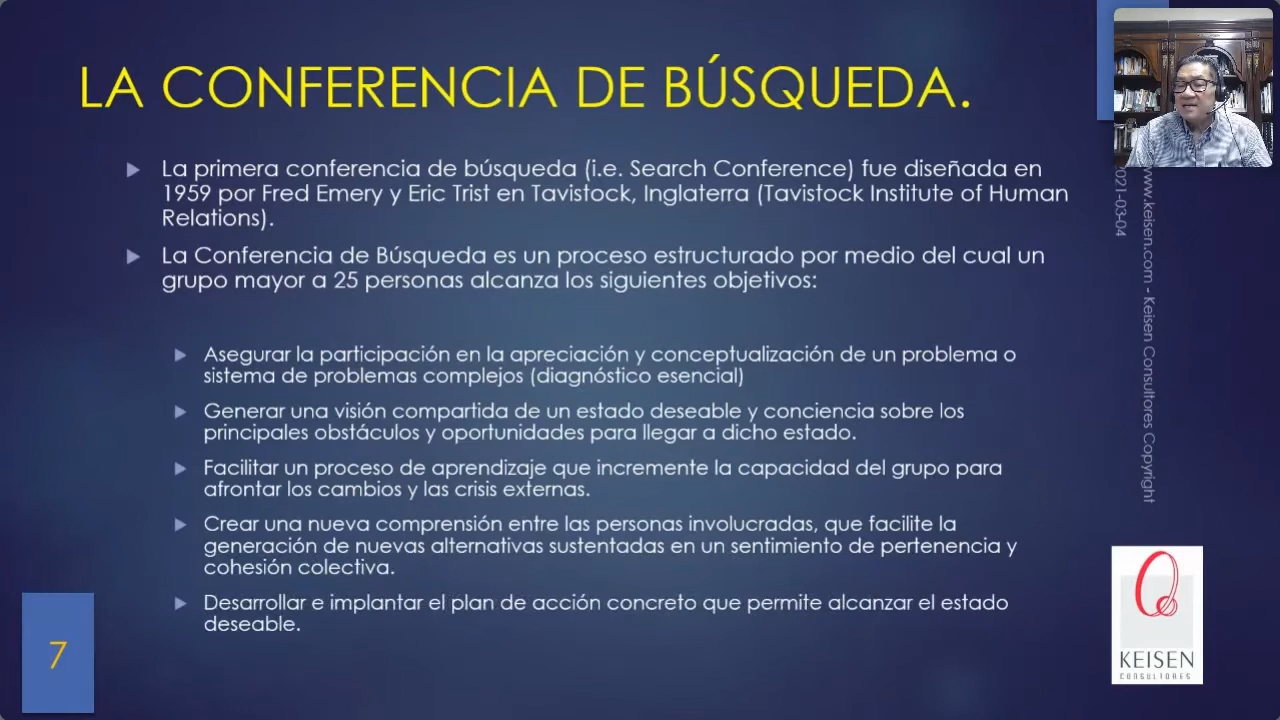 LA CONFERENCIA DE BÚSQUEDA.
La primera conferencia de búsqueda (i.e. Search Conference) fue diseñada en
1959 por Fred Emery y Eric Trist en Tavistock, Inglaterra (Tavistock Institute of Human
Relations).
La Conferencia de Búsqueda es un proceso estructurado por medio del cual un
grupo mayor a 25 personas alcanza los siguientes objetivos:
Asegurar la participación en la apreciación y conceptualización de un problema o
sistema de problemas complejos (diagnóstico esencial)
Generar una visión compartida de un estado deseable y conciencia sobre los
principales obstáculos y oportunidades para llegar a dicho estado.
Facilitar un proceso de aprendizaje que incremente la capacidad del grupo para
afrontar los cambios y las crisis externas.
Crear una nueva comprensión entre las personas involucradas, que facilite la
generación de nuevas alternativas sustentadas en un sentimiento de pertenencia y
cohesión colectiva.
Desarrollar e implantar el plan de acción concreto que permite alcanzar el estado
deseable.
7
2021-03-04
www.keisen.com - Keisen Consultores Copyright
KEISEN
CONSULTORES